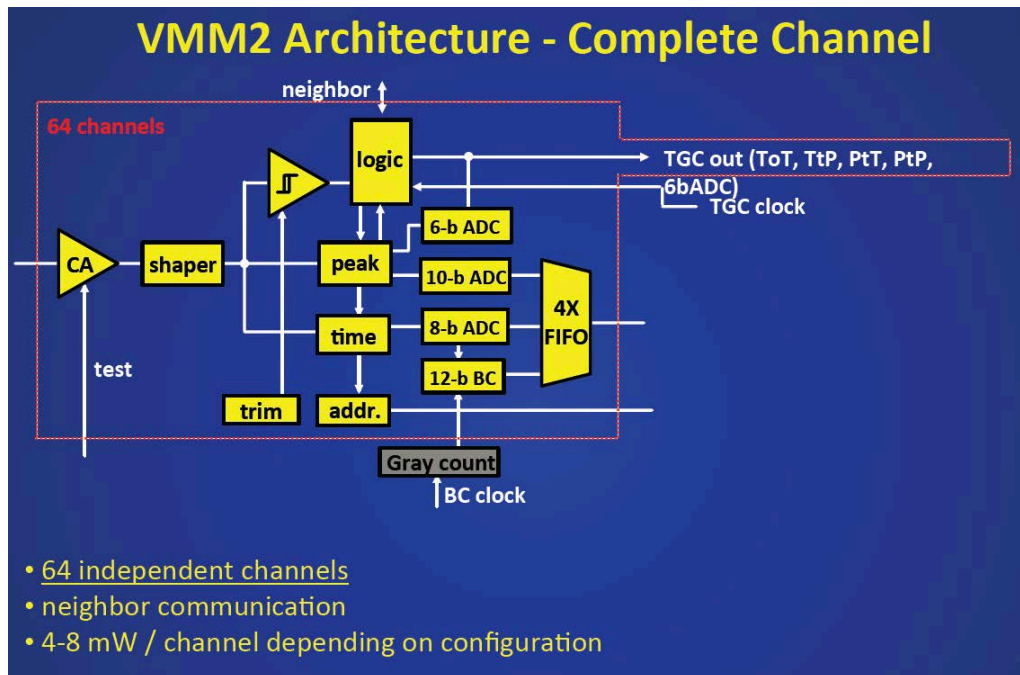 VMM2 Architecture - Complete Channel
neighbor
64 channels
logic
TGC out (ToT, TtP, PtT, PtP,
6bADC)
TGC clock
6-b ADC
CA
shaper
peak
10-b ADC
4X
FIFO
time
8-b ADC
test
12-b BC
trim
addr.
Gray count
BC clock
• 64 independent channels
• neighbor communication
• 4-8 mW / channel depending on configuration